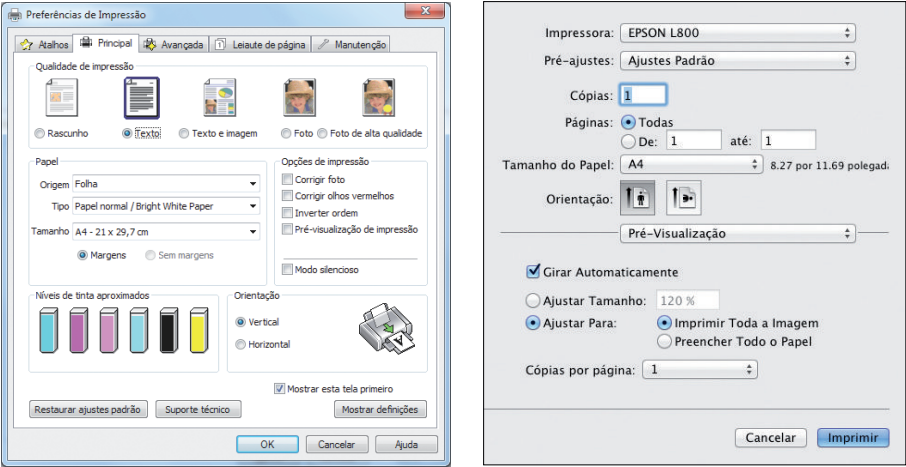 Preferências de Impressão
Atalhos Principal Avançada Leiaute de página Manutenção
Qualidade de impressão
Rascunho Texto Texto e imagem Foto Foto de alta qualidade
Papel
Origem Folha
Tipo Papel normal / Bright White Paper
Tamanho A4 - 21 x 29,7 cm
Margens Sem margens
Opções de impressão
Corrigir foto
Corrigir olhos vermelhos
Inverter ordem
Pré-visualização de impressão
Modo silencioso
Níveis de tinta aproximados
Orientação
Vertical
Horizontal
A
Mostrar esta tela primeiro
Restaurar ajustes padrão Suporte técnico Mostrar definições
OK Cancelar Ajuda
Impressora: EPSON L800
Pré-ajustes: Ajustes Padrão
Cópias: 1
Páginas: Todas
De: 1 até: 1
Tamanho do Papel: A4 8.27 por 11.69 polegada
Orientação:
Pré-Visualização
Girar Automaticamente
Ajustar Tamanho: 120 %
Ajustar Para: Imprimir Toda a Imagem
Preencher Todo o Papel
Cópias por página: 1
Cancelar Imprimir